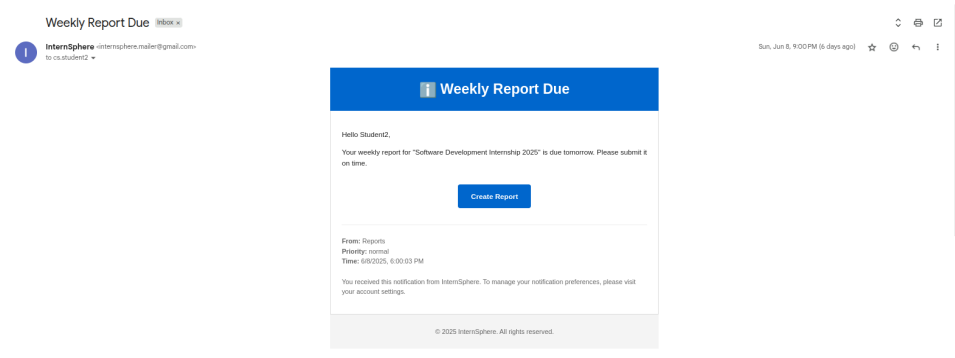 Weekly Report Due Inbox ×
InternSphere <internsphere.mailer@gmail.com>
Sun, Jun 8, 9:00 PM (6 days ago)
to cs.student2
I
i Weekly Report Due
Hello Student2,
Your weekly report for "Software Development Internship 2025" is due tomorrow. Please submit it
on time.
Create Report
From: Reports
Priority: normal
Time: 6/8/2025, 6:00:03 PM
You received this notification from InternSphere. To manage your notification preferences, please visit
your account settings.
© 2025 InternSphere. All rights reserved.